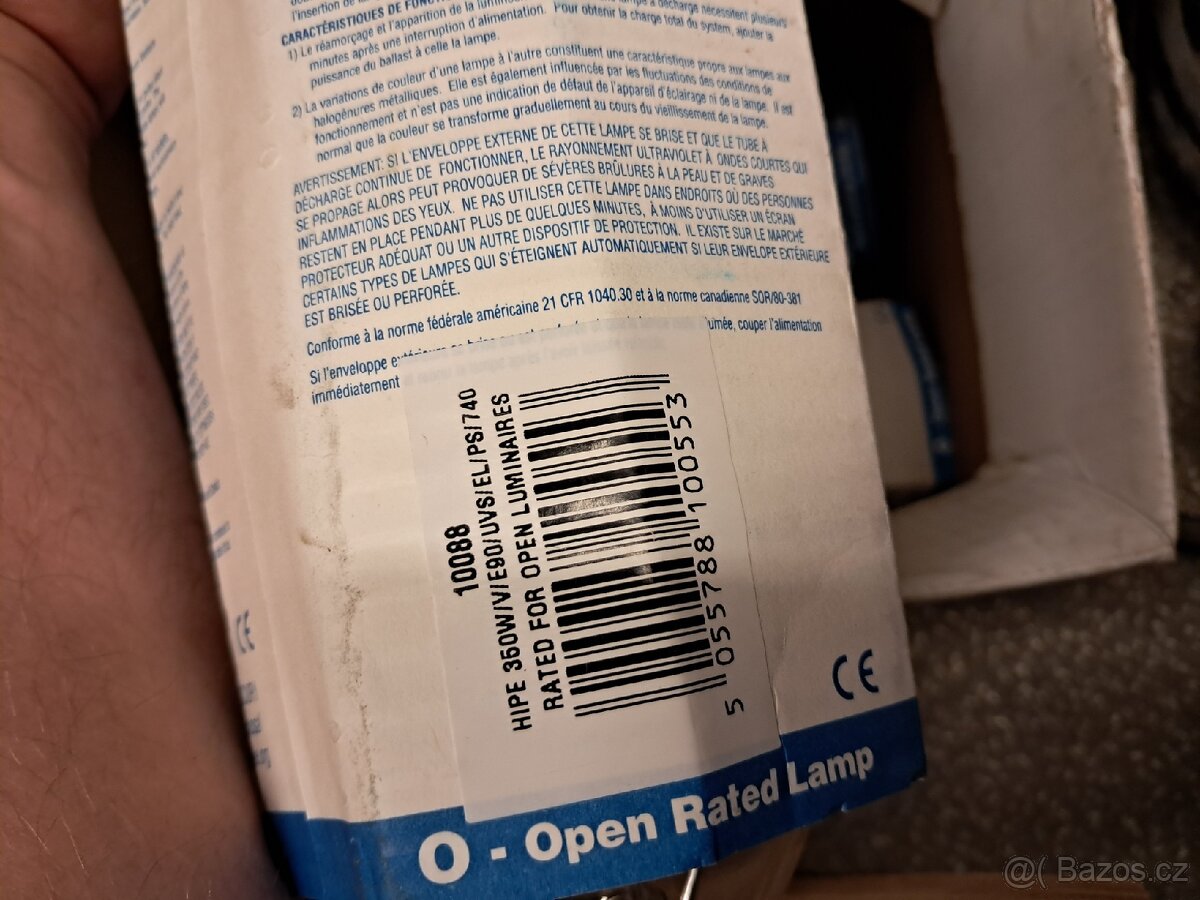 CARACTÉRISTIQUES DE
décharge nécessitent plusieurs
1) Le réamorçage et l'apparition de la
minutes après une interruption d'alimentation. Pour obtenir la charge total du system, ajouter la
puissance du ballast à celle la lampe.
2) La variations de couleur d'une lampe à l'autre constituent une caractéristique propre aux lampes aux
halogénures métalliques. Elle est également influencée par les fluctuations des conditions de
fonctionnement et n'est pas une indication de défaut de l'appareil d'éclairage ni de la lampe. Il est
normal que la couleur se transforme graduellement au cours du vieillissement de la lampe.
AVERTISSEMENT: SI L'ENVELOPPE EXTERNE DE CETTE LAMPE SE BRISE ET QUE LE TUBE À
DÉCHARGE CONTINUE DE FONCTIONNER, LE RAYONNEMENT ULTRAVIOLET À ONDES COURTES QUI
SE PROPAGE ALORS PEUT PROVOQUER DE SÉVÈRES BRÛLURES À LA PEAU ET DE GRAVES
INFLAMMATIONS DES YEUX. NE PAS UTILISER CETTE LAMPE DANS ENDROITS OÙ DES PERSONNES
RESTENT EN PLACE PENDANT PLUS DE QUELQUES MINUTES, À MOINS D'UTILISER UN ÉCRAN
PROTECTEUR ADÉQUAT OU UN AUTRE DISPOSITIF DE PROTECTION. IL EXISTE SUR LE MARCHÉ
CERTAINS TYPES DE LAMPES QUI S'ÉTEIGNENT AUTOMATIQUEMENT SI LEUR ENVELOPE EXTÉRIEURE
EST BRISÉE OU PERFORÉE.
Conforme à la norme fédérale américaine 21 CFR 1040.30 et à la norme canadienne SOR/80-381
Si l'enveloppe couper l'alimentation
immédiatement
10088
HIPE 360W/V/E90/UVS/EL/PS/740
RATED FOR OPEN LUMINAIRES
5 055788 100553
CE
CE
O - Open Rated Lamp
@( Bazos.cz